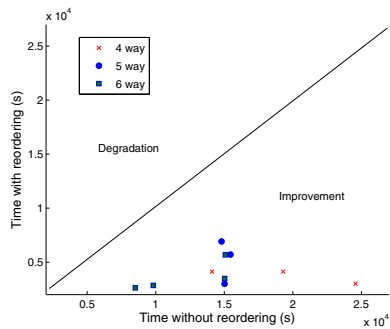 x 10^4
2.5
2
1.5
1
0.5
4 way
5 way
6 way
Degradation
Improvement
Time with reordering (s)
0.5
1
1.5
2
2.5
Time without reordering (s)
x 10^4